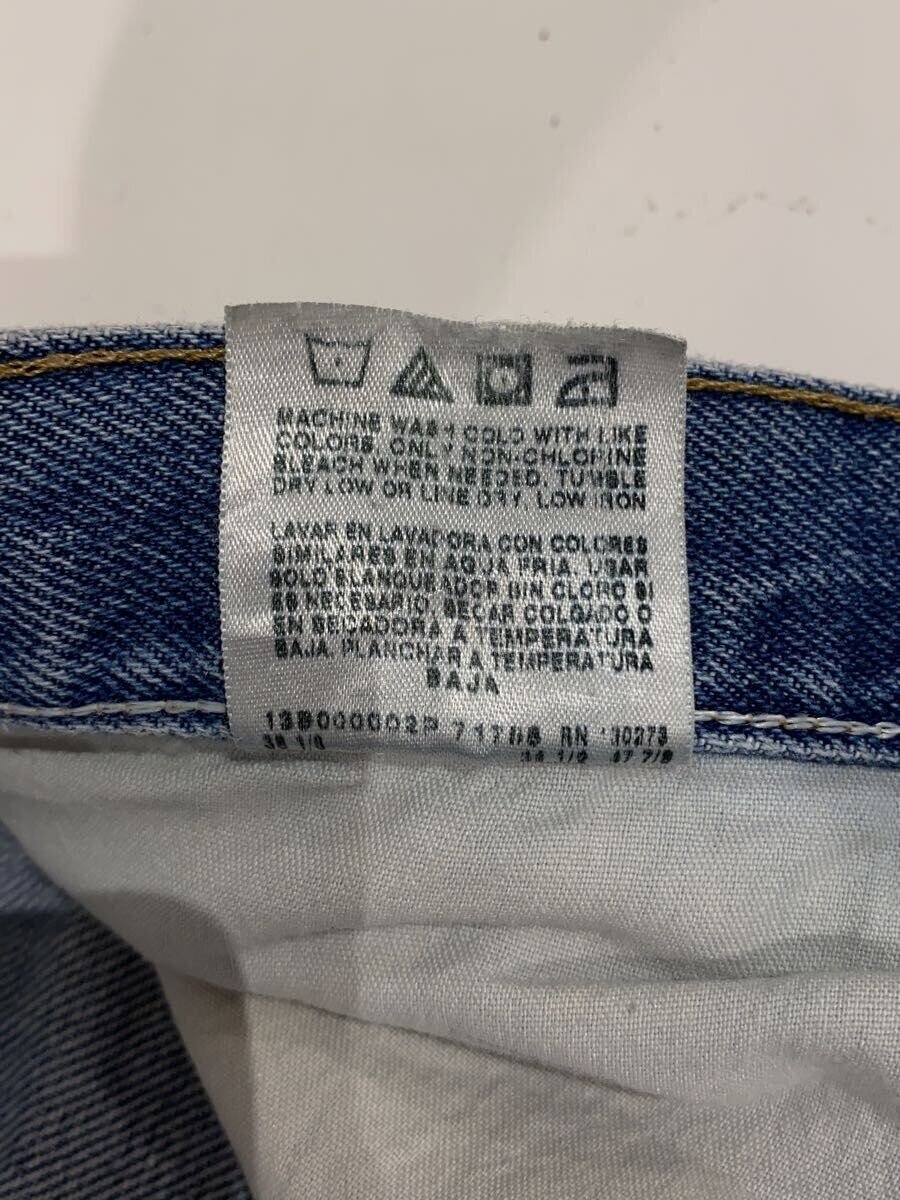 MACHINE WASH COLD WITH LIKE
COLORS, ONLY NON-CHLORINE
BLEACH WHEN NEEDED, TUMBLE
DRY LOW OR LINE DRY, LOW IRON
LAVAR EN LAVADORA CON COLORES
SIMILARES EN AGUA FRIA, USAR
SOLO BLANQUEADOR SIN CLORO SI
ES NECESARIO, SECAR COLGADO O
EN SECADORA A TEMPERATURA
BAJA, PLANCHAR A TEMPERATURA
BAJA
RN